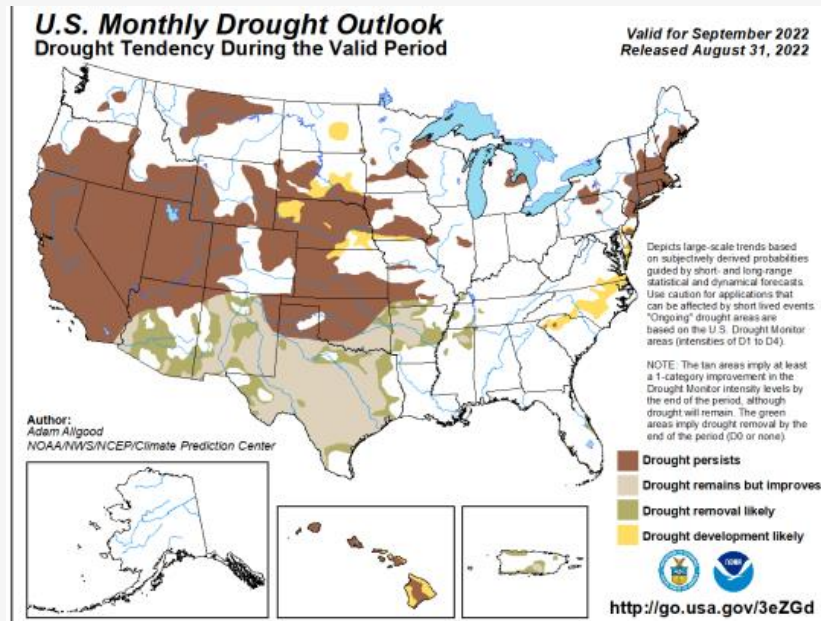 U.S. Monthly Drought Outlook
Drought Tendency During the Valid Period
Valid for September 2022
Released August 31, 2022
Depicts large-scale trends based
on subjectively derived probabilities
guided by short- and long-range
statistical and dynamical forecasts.
Use caution for applications that
can be affected by short lived events.
"Ongoing" drought areas are
based on the U.S. Drought Monitor
areas (intensities of D1 to D4).
NOTE: The tan areas imply at least
a 1-category improvement in the
Drought Monitor intensity levels by
the end of the period, although
drought will remain. The green
areas imply drought removal by the
end of the period (D0 or none).
Author:
Adam Allgood
NOAA/NWS/NCEP/Climate Prediction Center
Drought persists
Drought remains but improves
Drought removal likely
Drought development likely
noaa
http://go.usa.gov/3eZGd